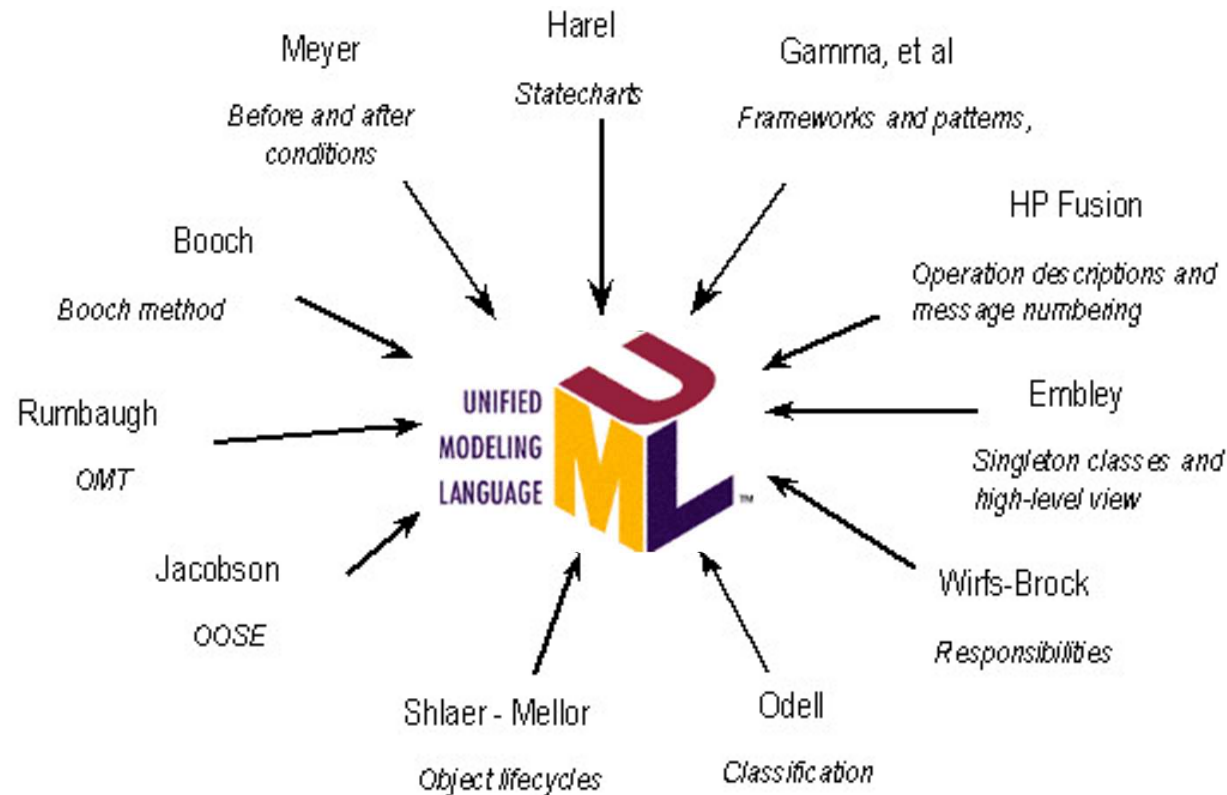 Harel
Statecharts
Meyer
Before and after
conditions
Gamma, et al
Frameworks and patterns,
HP Fusion
Operation descriptions and
message numbering
Booch
Booch method
Embley
Singleton classes and
high-level view
Rumbaugh
OMT
UNIFIED
MODELING
LANGUAGE
UML
™
Jacobson
OOSE
Wirfs-Brock
Responsibilities
Shlaer - Mellor
Object lifecycles
Odell
Classification